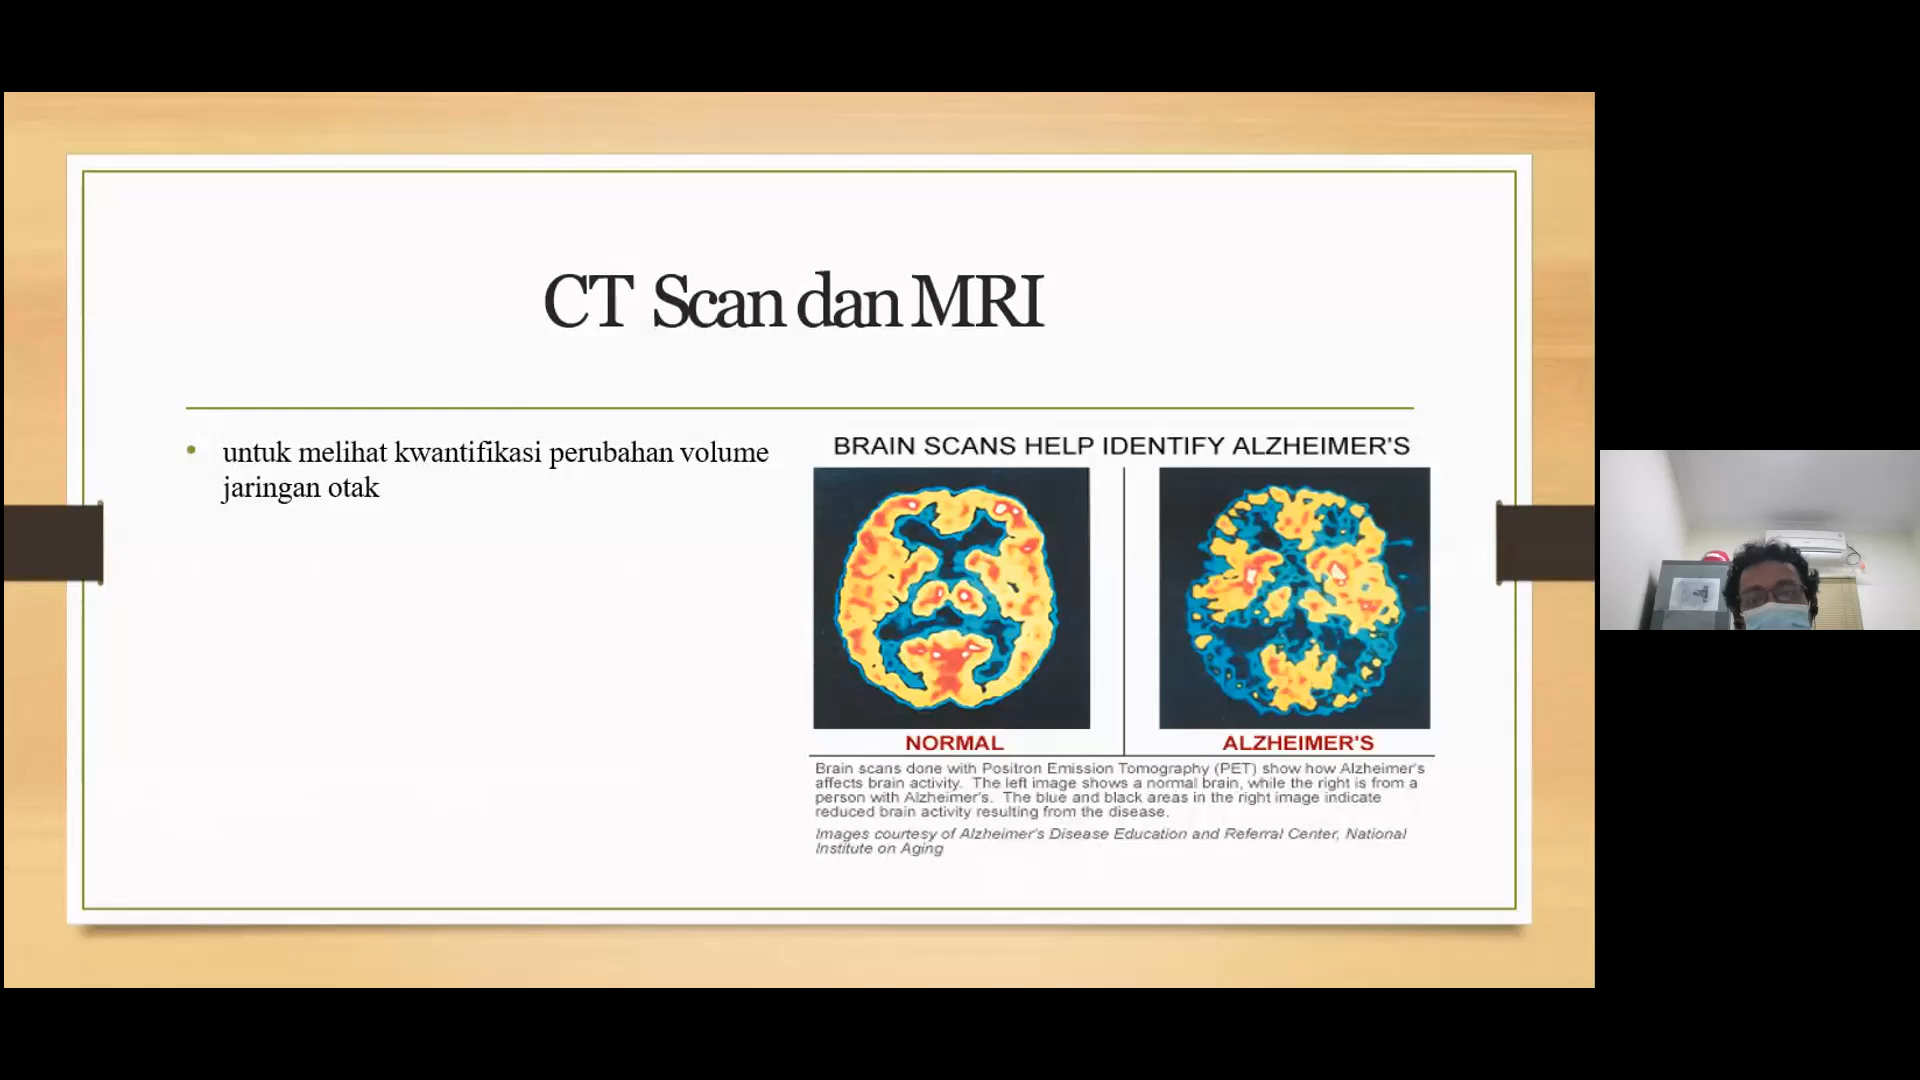 CT Scan dan MRI
• untuk melihat kwantifikasi perubahan volume
jaringan otak
BRAIN SCANS HELP IDENTIFY ALZHEIMER'S
NORMAL
ALZHEIMER'S
Brain scans done with Positron Emission Tomography (PET) show how Alzheimer's
affects brain activity. The left image shows a normal brain, while the right is from a
person with Alzheimer's. The blue and black areas in the right image indicate
reduced brain activity resulting from the disease.
Images courtesy of Alzheimer's Disease Education and Referral Center, National
Institute on Aging